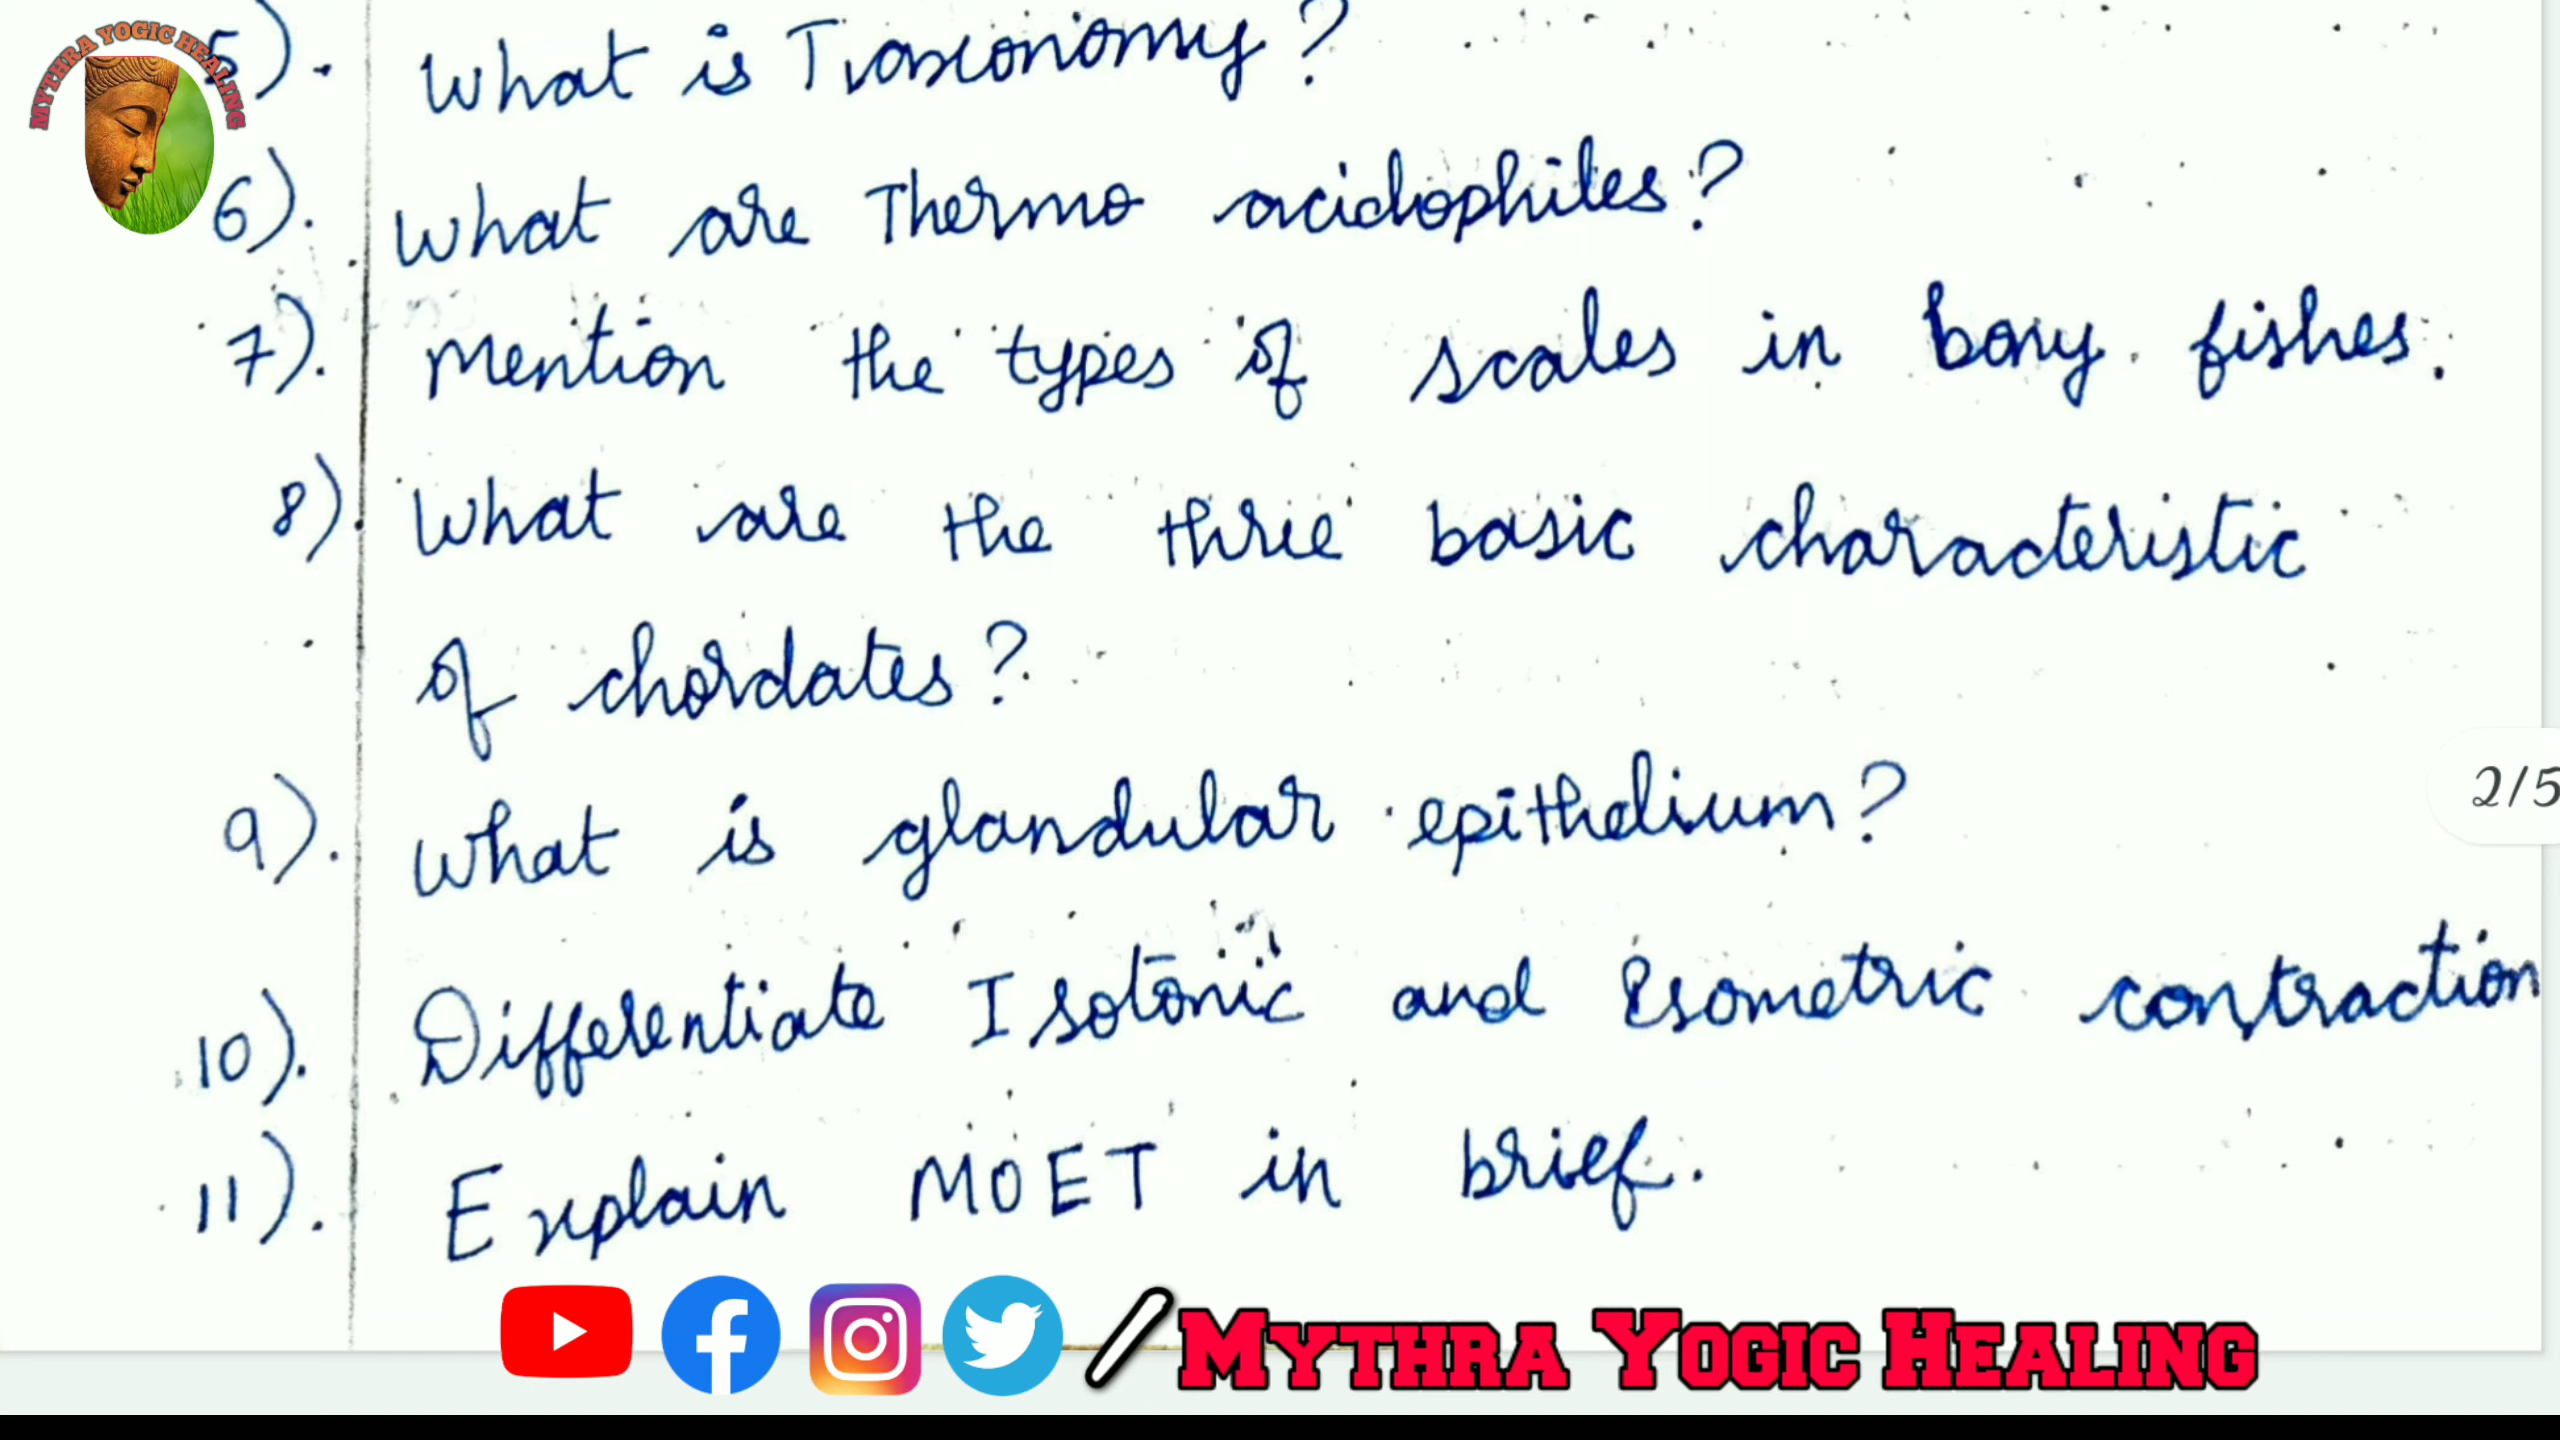 MYTHRA YOGIC HEALING
5). What is Traxonomy?
6). What are Thermo acidophiles?
7). Mention the types of scales in bony fishes.
8). What are the three basic characteristic
of chordates?
9). What is glandular epithelium?
2/5
10). Differentiate Isotonic and Isometric contraction
11). Explain MOET in brief.
MYTHRA YOGIC HEALING